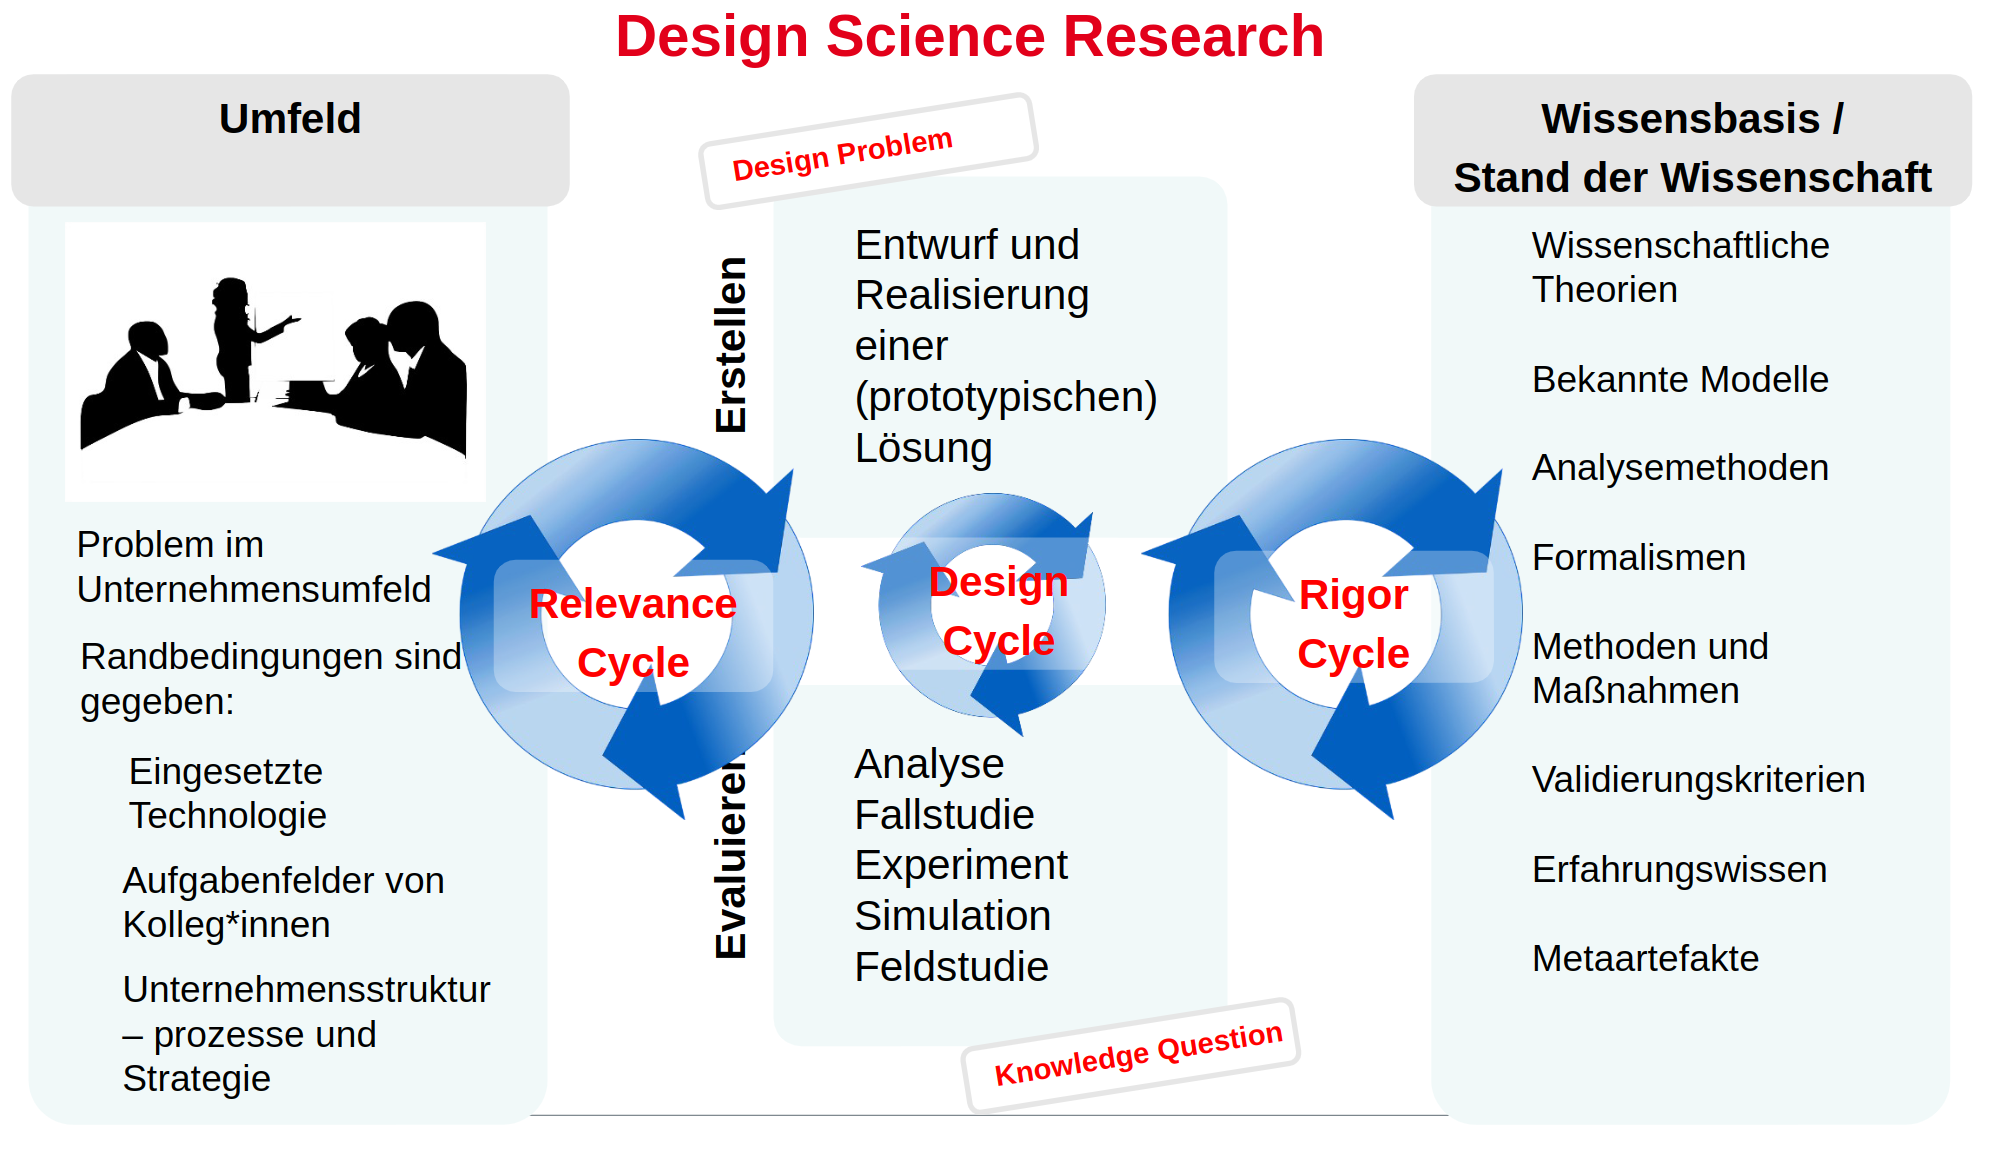 Design Science Research
Umfeld
Problem im
Unternehmensumfeld
Randbedingungen sind
gegeben:
Eingesetzte
Technologie
Aufgabenfelder von
Kolleg*innen
Unternehmensstruktur
– prozesse und
Strategie
Relevance
Cycle
Design Problem
Erstellen
Entwurf und
Realisierung
einer
(prototypischen)
Lösung
Design
Cycle
Evaluieren
Analyse
Fallstudie
Experiment
Simulation
Feldstudie
Knowledge Question
Rigor
Cycle
Wissensbasis /
Stand der Wissenschaft
Wissenschaftliche
Theorien
Bekannte Modelle
Analysemethoden
Formalismen
Methoden und
Maßnahmen
Validierungskriterien
Erfahrungswissen
Metaartefakte